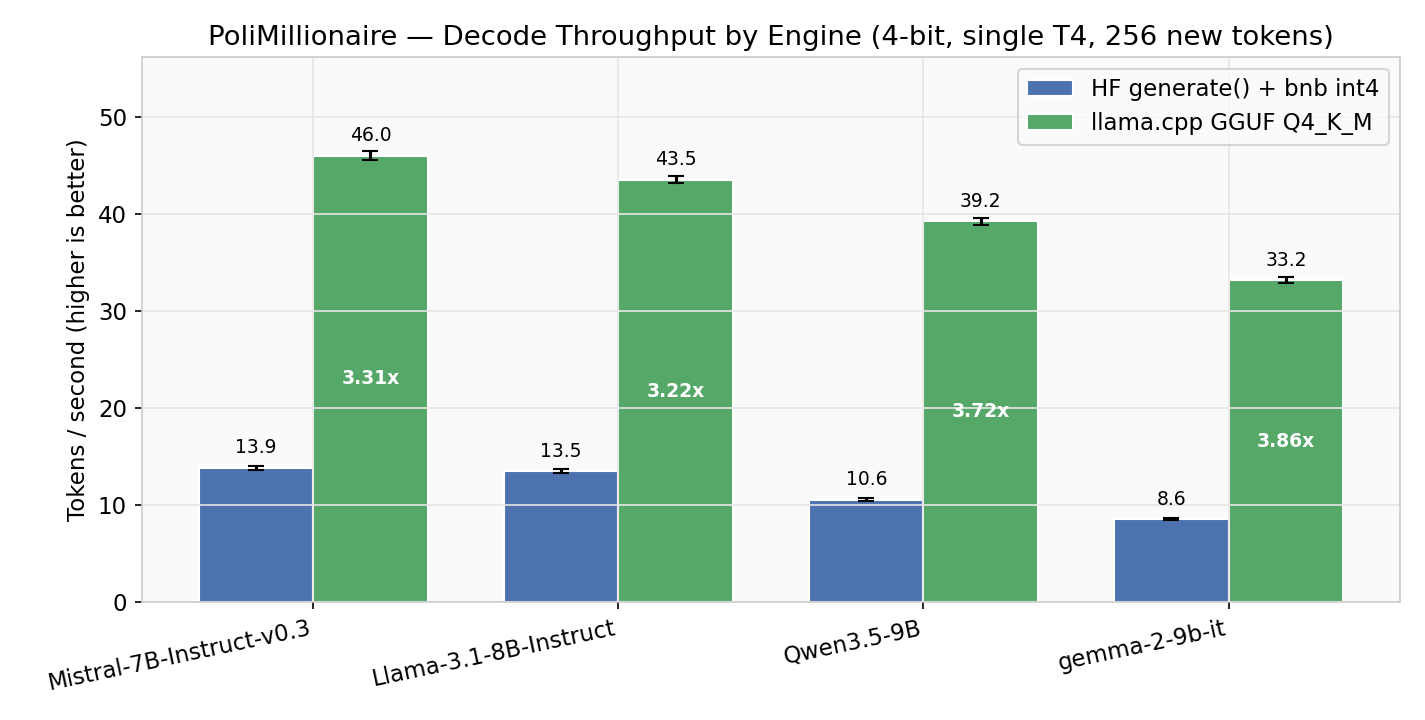 PoliMillionaire — Decode Throughput by Engine (4-bit, single T4, 256 new tokens)
HF generate() + bnb int4
llama.cpp GGUF Q4_K_M
Tokens / second (higher is better)
50
40
30
20
10
0
13.9
46.0
3.31x
13.5
43.5
3.22x
10.6
39.2
3.72x
8.6
33.2
3.86x
Mistral-7B-Instruct-v0.3
Llama-3.1-8B-Instruct
Qwen3.5-9B
gemma-2-9b-it